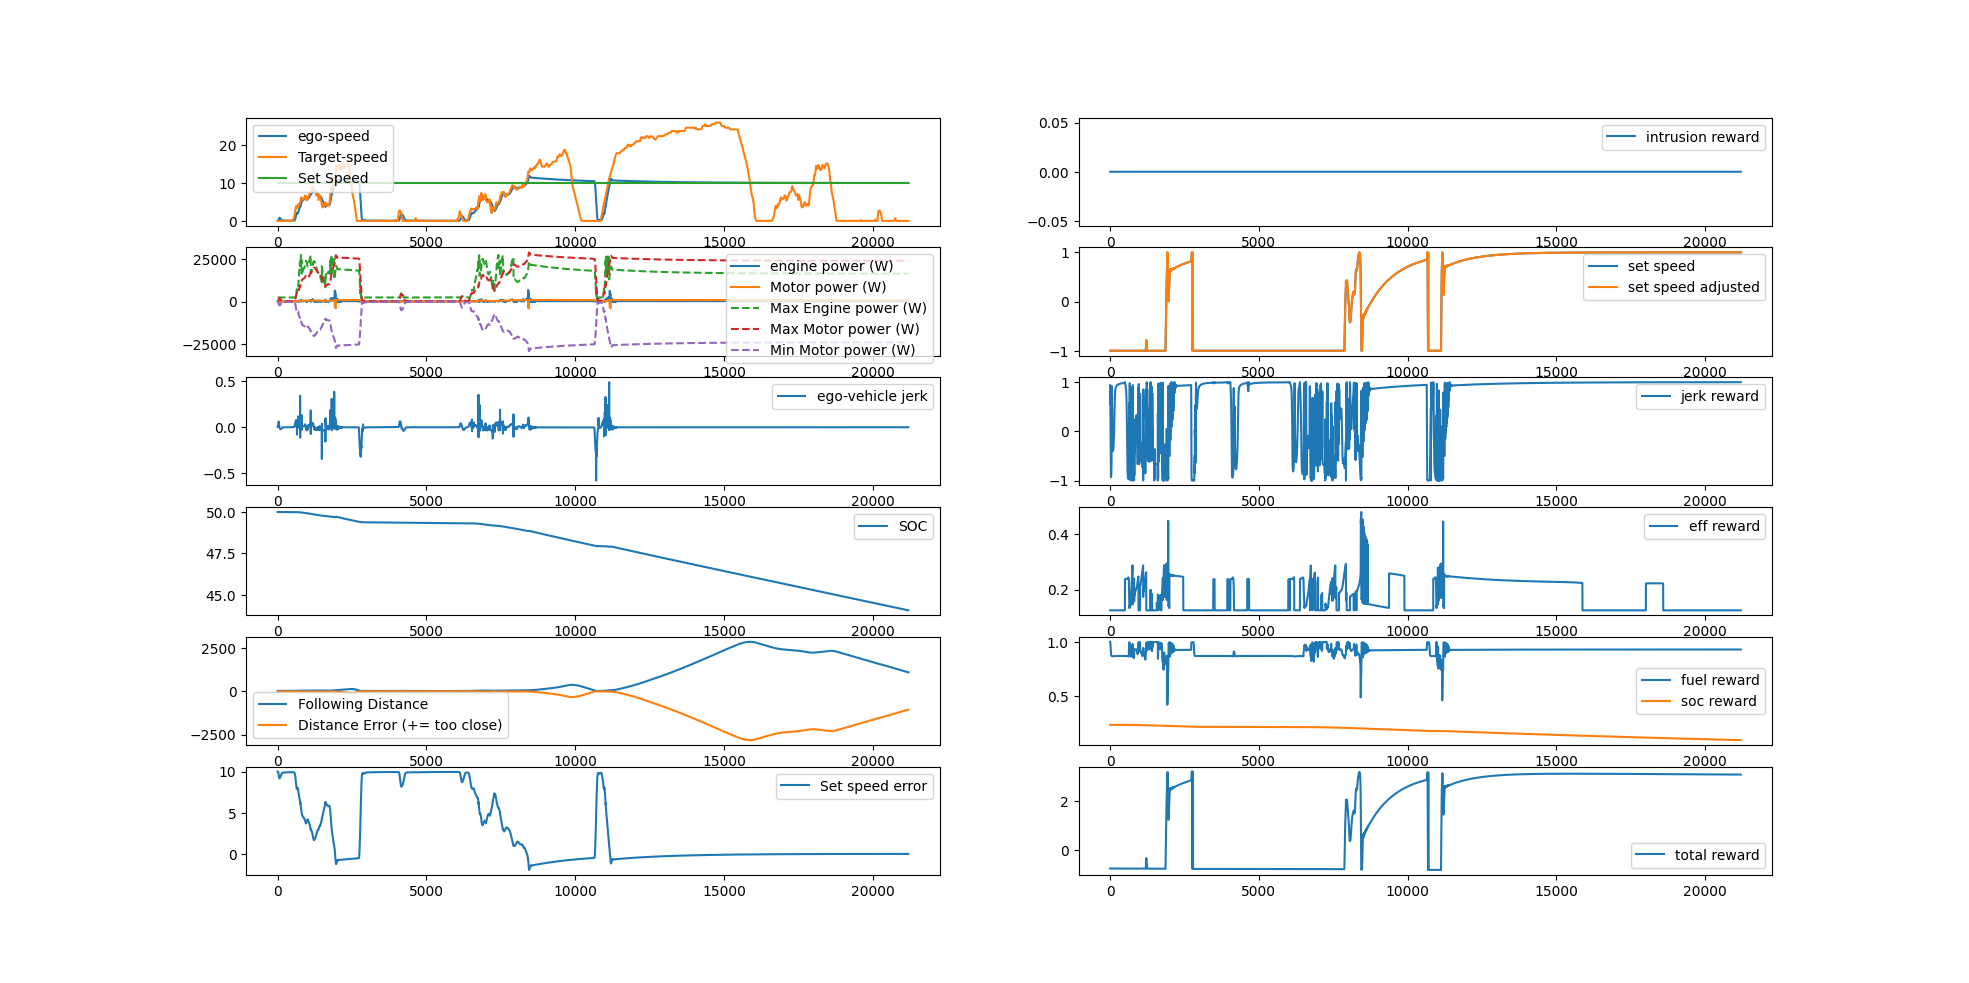 ego-speed
Target-speed
Set Speed
20
10
0
0 5000 10000 15000 20000
engine power (W)
Motor power (W)
Max Engine power (W)
Max Motor power (W)
Min Motor power (W)
25000
0
−25000
0 5000 10000 15000 20000
ego-vehicle jerk
0.5
0.0
−0.5
0 5000 10000 15000 20000
SOC
50.0
47.5
45.0
0 5000 10000 15000 20000
2500
0
−2500
Following Distance
Distance Error (+= too close)
0 5000 10000 15000 20000
Set speed error
10
5
0
0 5000 10000 15000 20000
intrusion reward
0.05
0.00
−0.05
0 5000 10000 15000 20000
set speed
set speed adjusted
1
0
−1
0 5000 10000 15000 20000
jerk reward
1
0
−1
0 5000 10000 15000 20000
eff reward
0.4
0.2
0 5000 10000 15000 20000
1.0
0.5
fuel reward
soc reward
0 5000 10000 15000 20000
2
0
total reward
0 5000 10000 15000 20000